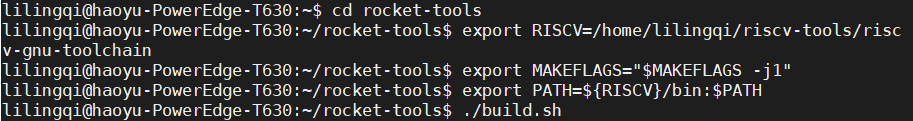 lilingqi@haoyu-PowerEdge-T630:~$ cd rocket-tools
lilingqi@haoyu-PowerEdge-T630:~/rocket-tools$ export RISCV=/home/lilingqi/riscv-tools/risc
v-gnu-toolchain
lilingqi@haoyu-PowerEdge-T630:~/rocket-tools$ export MAKEFLAGS="$MAKEFLAGS -j1"
lilingqi@haoyu-PowerEdge-T630:~/rocket-tools$ export PATH=${RISCV}/bin:$PATH
lilingqi@haoyu-PowerEdge-T630:~/rocket-tools$ ./build.sh